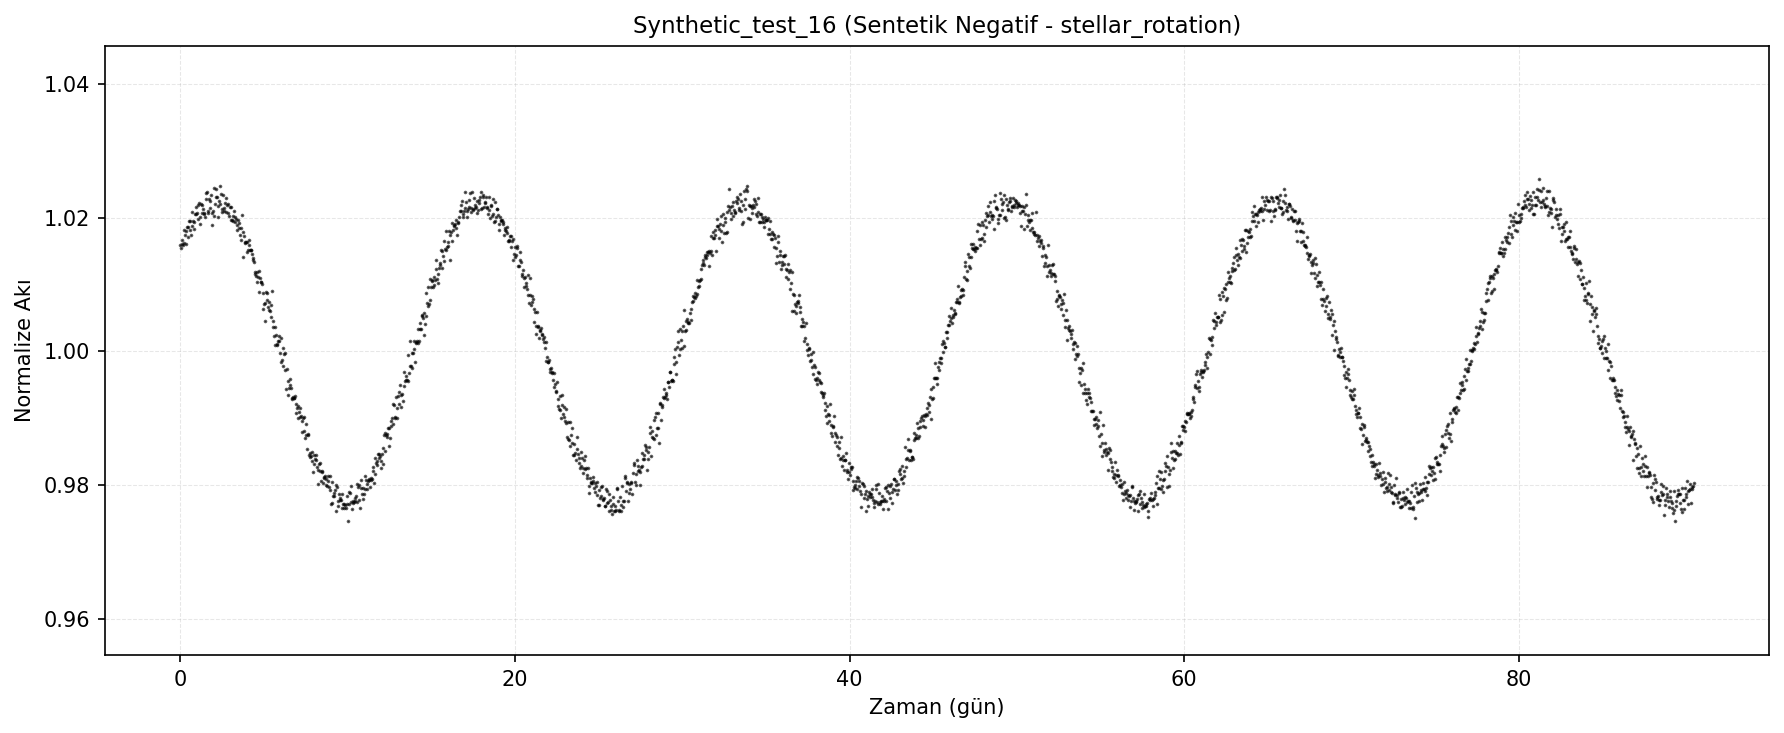 Synthetic_test_16 (Sentetik Negatif - stellar_rotation)
Normalize Akı
1.04
1.02
1.00
0.98
0.96
0 20 40 60 80
Zaman (gün)